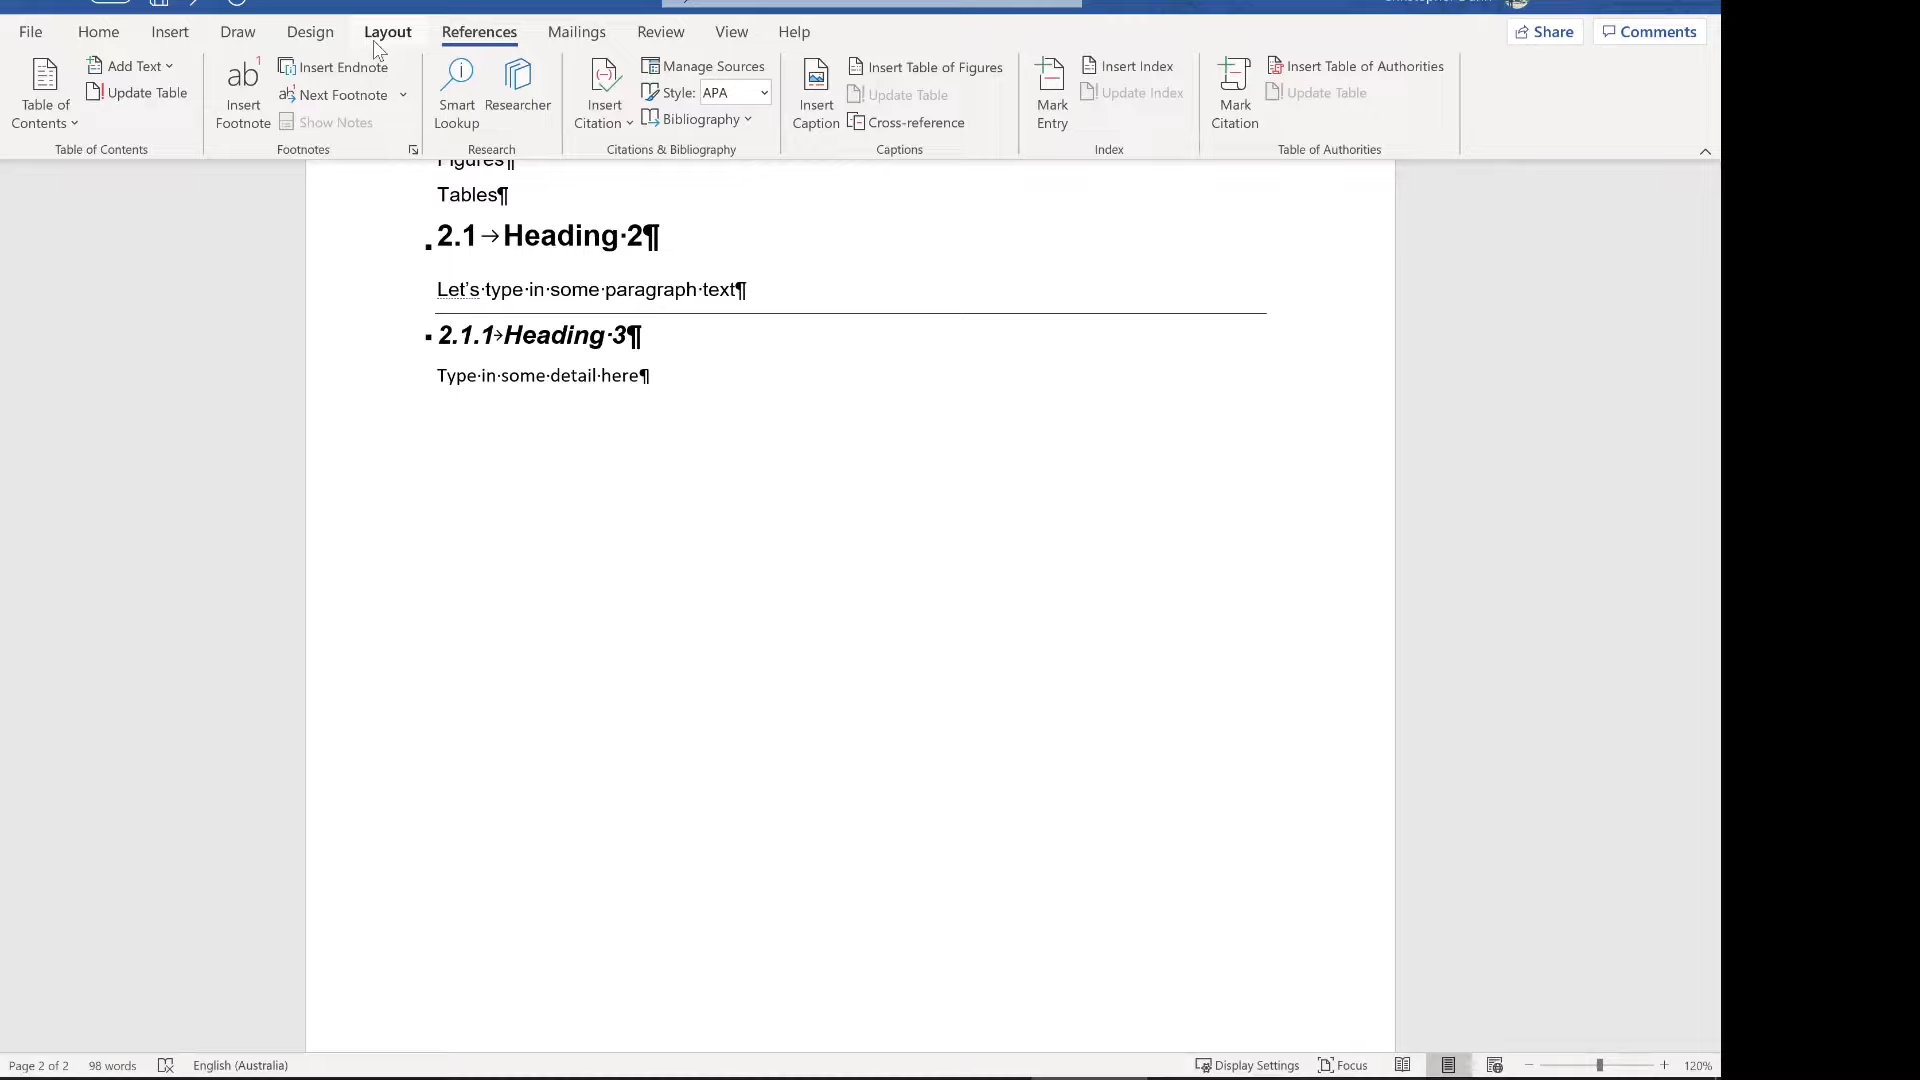 File Home Insert Draw Design Layout References Mailings Review View Help Share Comments
Table of Contents
Add Text
Update Table
Table of Contents
Insert Footnote
Insert Endnote
Next Footnote
Show Notes
Footnotes
Smart Lookup
Researcher
Research
Insert Citation
Manage Sources
Style: APA
Bibliography
Citations & Bibliography
Insert Caption
Insert Table of Figures
Update Table
Cross-reference
Captions
Mark Entry
Insert Index
Update Index
Index
Mark Citation
Insert Table of Authorities
Update Table
Table of Authorities
Figures¶
Tables¶
2.1→Heading·2¶
Let's·type·in·some·paragraph·text¶
2.1.1→Heading·3¶
Type·in·some·detail·here¶
Page 2 of 2 98 words English (Australia) Display Settings Focus 120%